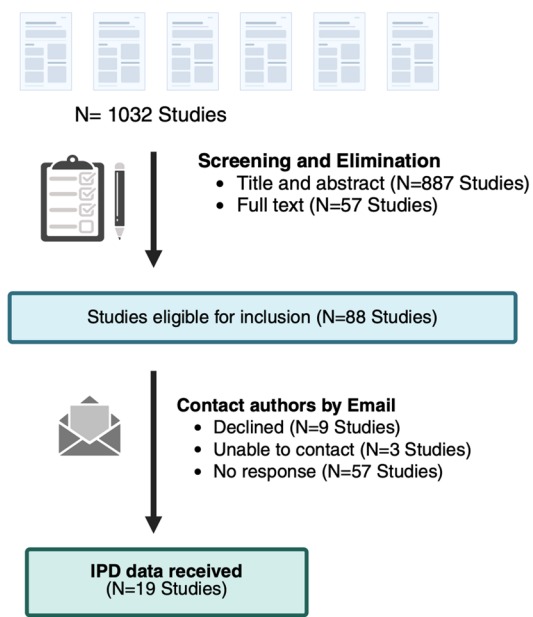 N= 1032 Studies
Screening and Elimination
• Title and abstract (N=887 Studies)
• Full text (N=57 Studies)
Studies eligible for inclusion (N=88 Studies)
Contact authors by Email
• Declined (N=9 Studies)
• Unable to contact (N=3 Studies)
• No response (N=57 Studies)
IPD data received
(N=19 Studies)